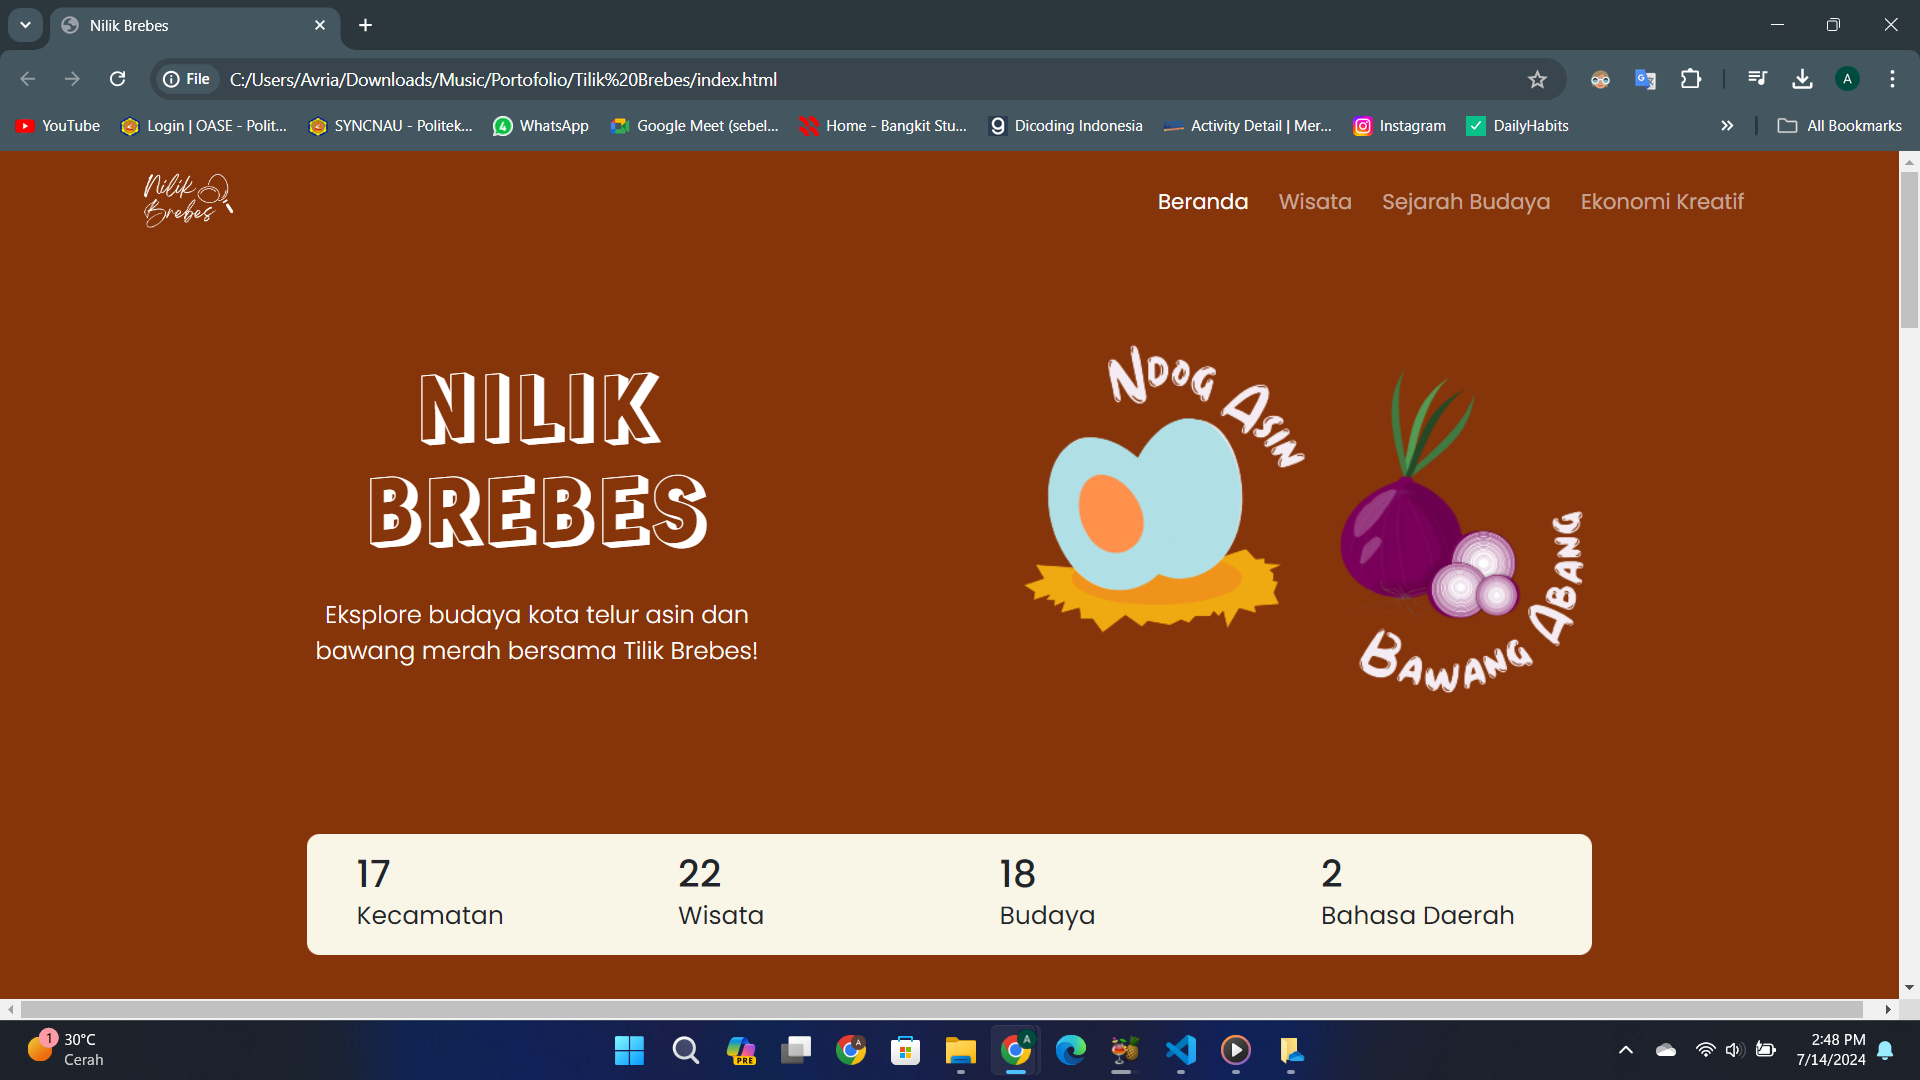 Nilik Brebes
File
C:/Users/Avria/Downloads/Music/Portofolio/Tilik%20Brebes/index.html
A
YouTube
Login | OASE - Polit...
SYNCNAU - Politek...
4
WhatsApp
Google Meet (sebel...
Home - Bangkit Stu...
Dicoding Indonesia
Activity Detail | Mer...
Instagram
DailyHabits
All Bookmarks
Nilik
Brebes
Beranda
Wisata
Sejarah Budaya
Ekonomi Kreatif
NILIK
BREBES
Eksplore budaya kota telur asin dan
bawang merah bersama Tilik Brebes!
Ndog Asin
Bawang Abang
17
Kecamatan
22
Wisata
18
Budaya
2
Bahasa Daerah
1
30°C
Cerah
PRE
A
A
2:48 PM
7/14/2024